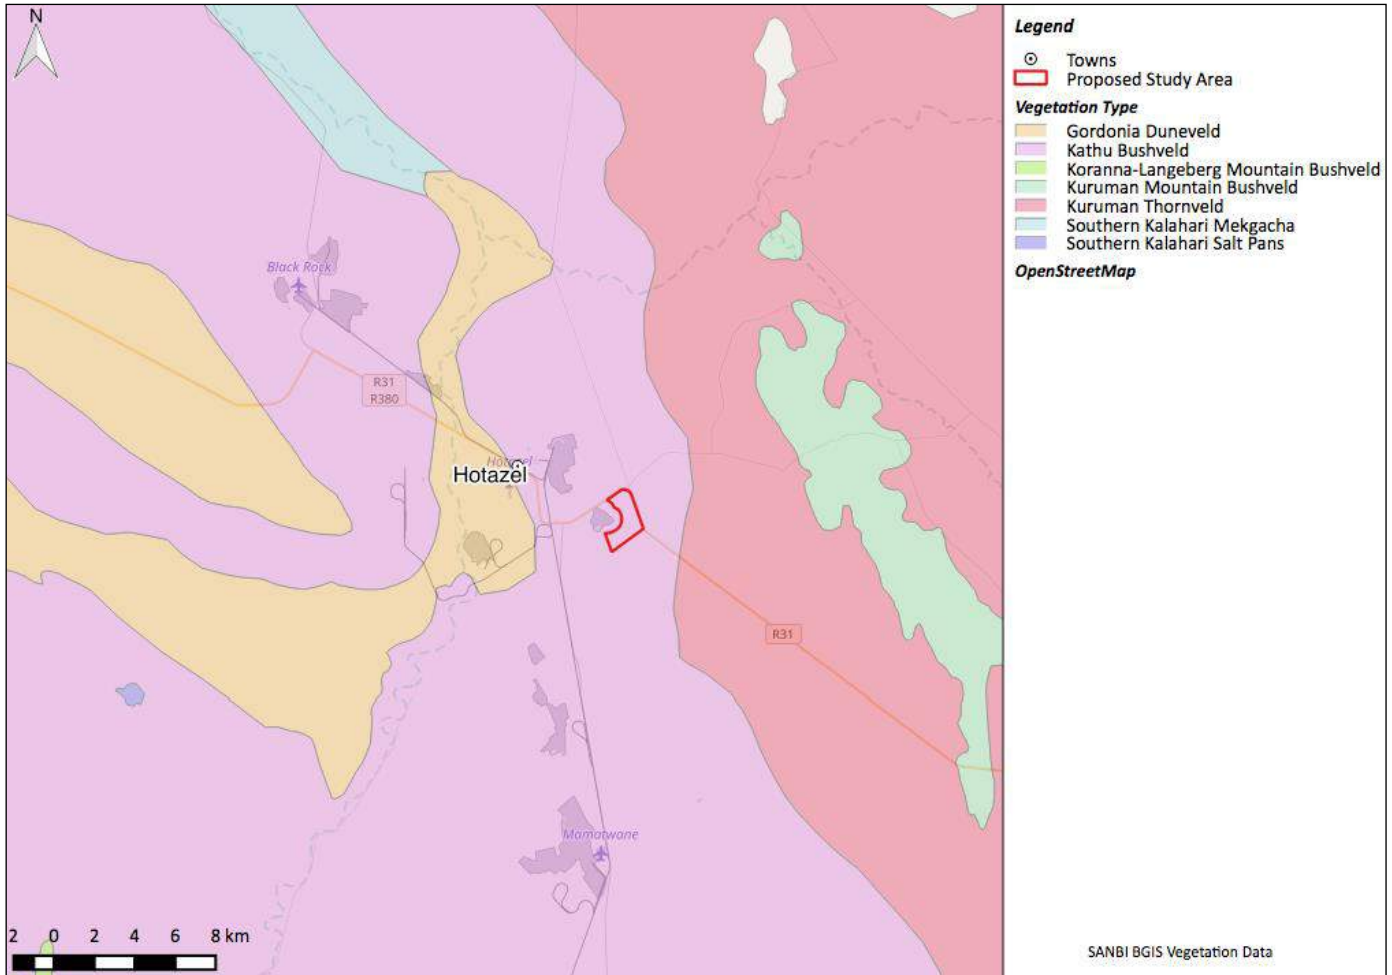 N
Black Rock
R31
R380
Hotazel
Hotazel
R31
Mamatwane
2 0 2 4 6 8 km
Legend
Towns
Proposed Study Area
Vegetation Type
Gordonia Duneveld
Kathu Bushveld
Koranna-Langeberg Mountain Bushveld
Kuruman Mountain Bushveld
Kuruman Thornveld
Southern Kalahari Mekgacha
Southern Kalahari Salt Pans
OpenStreetMap
SANBI BGIS Vegetation Data